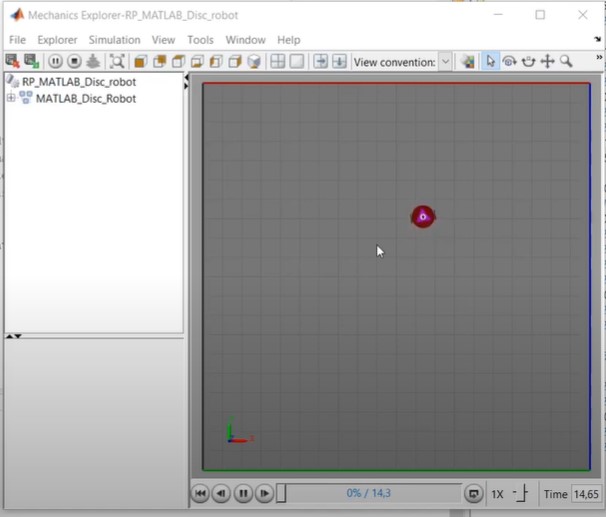 Mechanics Explorer-RP_MATLAB_Disc_robot
File Explorer Simulation View Tools Window Help
View convention:
RP_MATLAB_Disc_robot
MATLAB_Disc_Robot
0% / 14,3
1X
Time 14,65